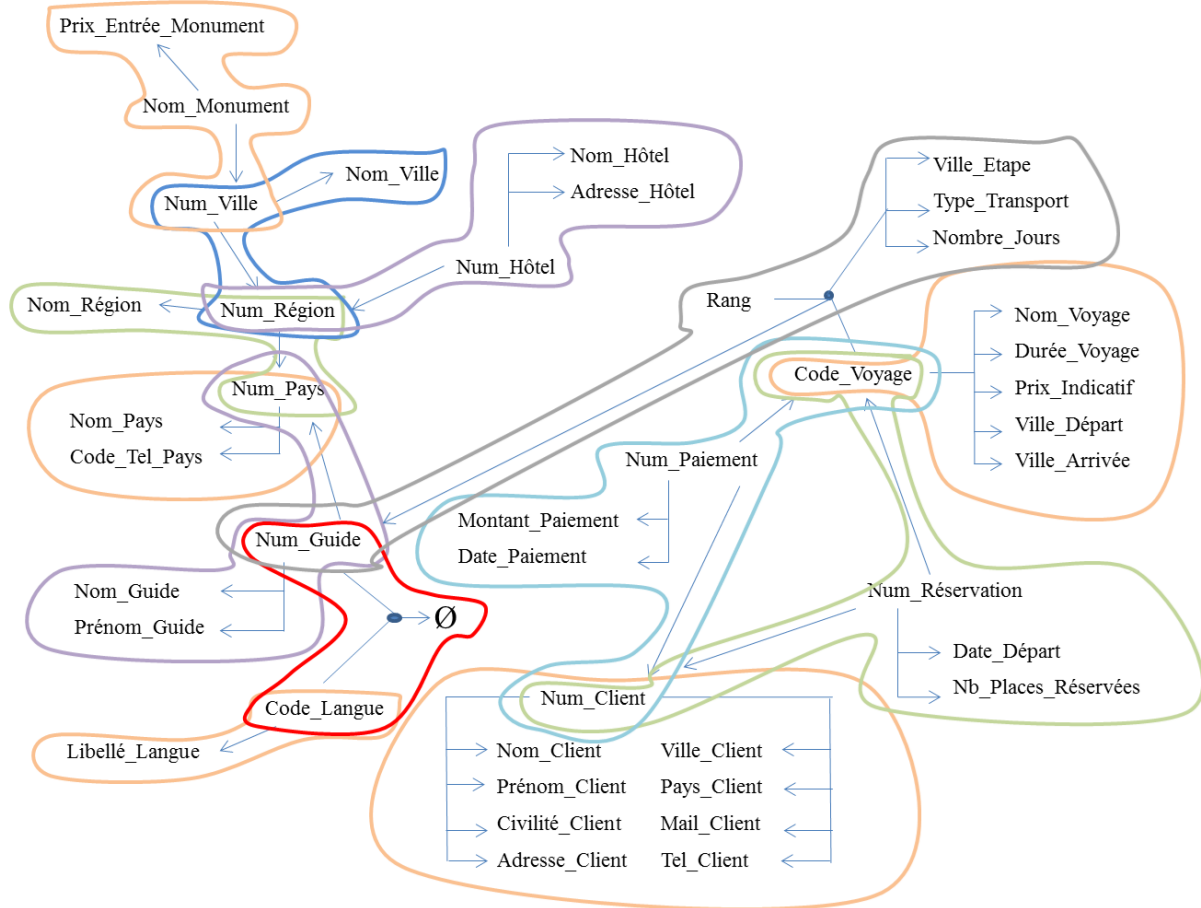 Prix_Entrée_Monument
Nom_Monument
Nom_Hôtel
Ville_Etape
Nom_Ville
Adresse_Hôtel
Num_Ville
Type_Transport
Nombre_Jours
Num_Hôtel
Nom_Région
Num_Région
Rang
Nom_Voyage
Durée_Voyage
Num_Pays
Code_Voyage
Prix_Indicatif
Nom_Pays
Ville_Départ
Code_Tel_Pays
Num_Paiement
Ville_Arrivée
Montant_Paiement
Num_Guide
Date_Paiement
Nom_Guide
Num_Réservation
Prénom_Guide
Ø
Date_Départ
Nb_Places_Réservées
Code_Langue
Num_Client
Libellé_Langue
Nom_Client
Ville_Client
Prénom_Client
Pays_Client
Civilité_Client
Mail_Client
Adresse_Client
Tel_Client